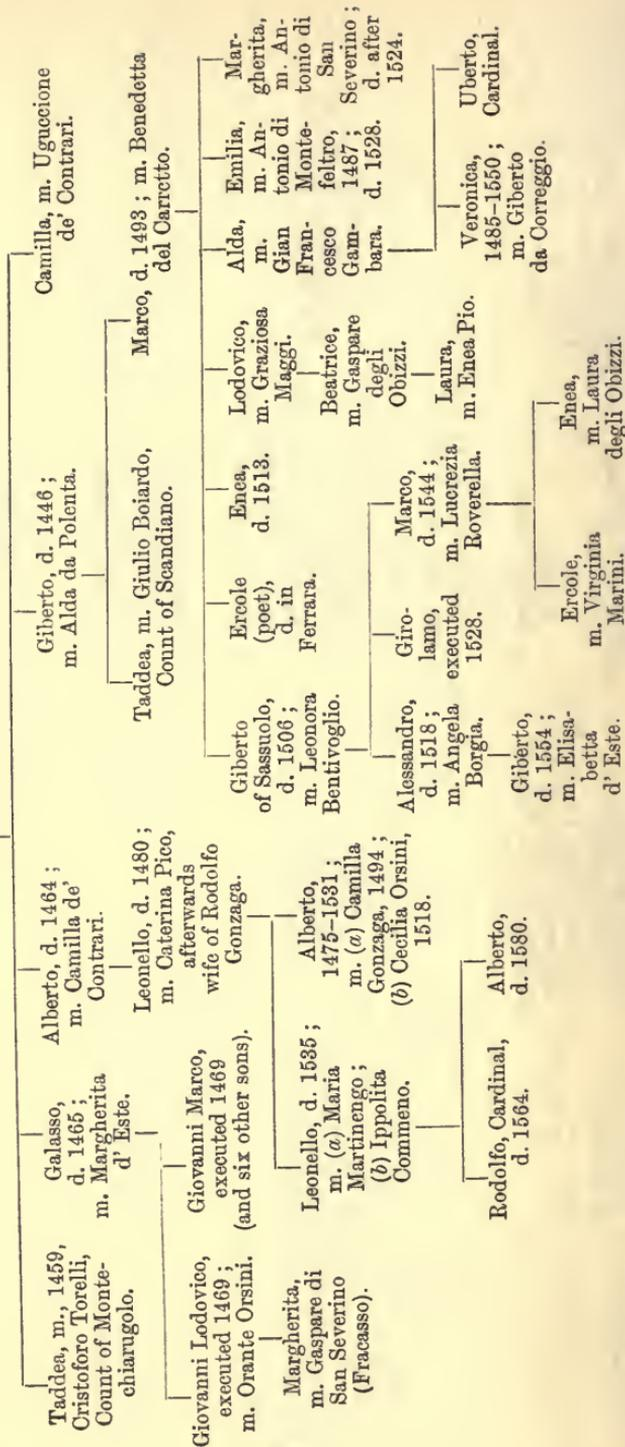 Taddea, m., 1459,
Cristoforo Torelli,
Count of Monte-
chiarugolo.
Galasso,
d. 1465 ;
m. Margherita
d' Este.
Alberto, d. 1464 ;
m. Camilla de'
Contrari.
Giberto, d. 1446 ;
m. Alda da Polenta.
Camilla, m. Uguccione
de' Contrari.
Giovanni Lodovico,
executed 1469 ;
m. Orante Orsini.
Giovanni Marco,
executed 1469
(and six other sons).
Leonello, d. 1480 ;
m. Caterina Pico,
afterwards
wife of Rodolfo
Gonzaga.
Taddea, m. Giulio Boiardo,
Count of Scandiano.
Marco, d. 1493 ; m. Benedetta
del Carretto.
Margherita,
m. Gaspare di
San Severino
(Fracasso).
Leonello, d. 1535 ;
m. (a) Maria
Martinengo ;
(b) Ippolita
Commeno.
Alberto,
1475–1531 ;
m. (a) Camilla
Gonzaga, 1494 ;
(b) Cecilia Orsini,
1518.
Giberto
of Sassuolo,
d. 1506 ;
m. Leonora
Bentivoglio.
Ercole
(poet),
d. in
Ferrara.
Enea,
d. 1513.
Lodovico,
m. Graziosa
Maggi.
Alda,
m.
Gian
Fran-
cesco
Gam-
bara.
Emilia,
m. An-
tonio di
Monte-
feltro,
1487 ;
d. 1528.
Mar-
gherita,
m. An-
tonio di
San
Severino ;
d. after
1524.
Rodolfo, Cardinal,
d. 1564.
Alberto,
d. 1580.
Alessandro,
d. 1518 ;
m. Angela
Borgia.
Giro-
lamo,
executed
1528.
Marco,
d. 1544 ;
m. Lucrezia
Roverella.
Beatrice,
m. Gaspare
degli
Obizzi.
Veronica,
1485–1550 ;
m. Giberto
da Correggio.
Uberto,
Cardinal.
Giberto,
d. 1554 ;
m. Elisa-
betta
d' Este.
Ercole,
m. Virginia
Marini.
Enea,
m. Laura
degli Obizzi.
Laura,
m. Enea Pio.